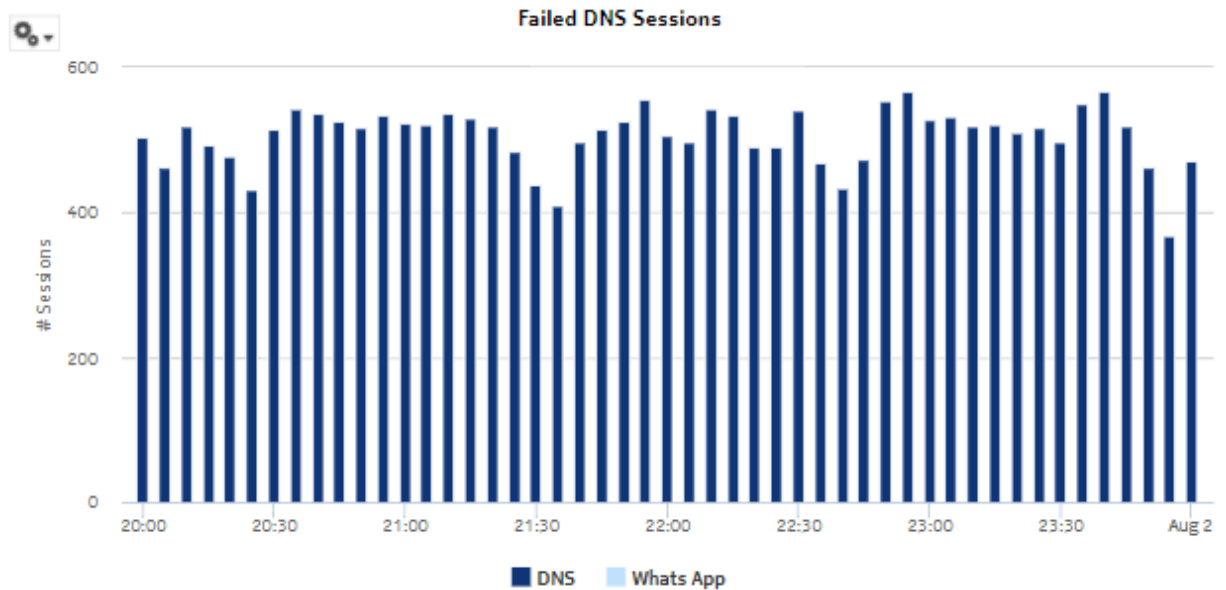 Failed DNS Sessions
600
400
200
0
# Sessions
20:00 20:30 21:00 21:30 22:00 22:30 23:00 23:30 Aug 2
DNS Whats App